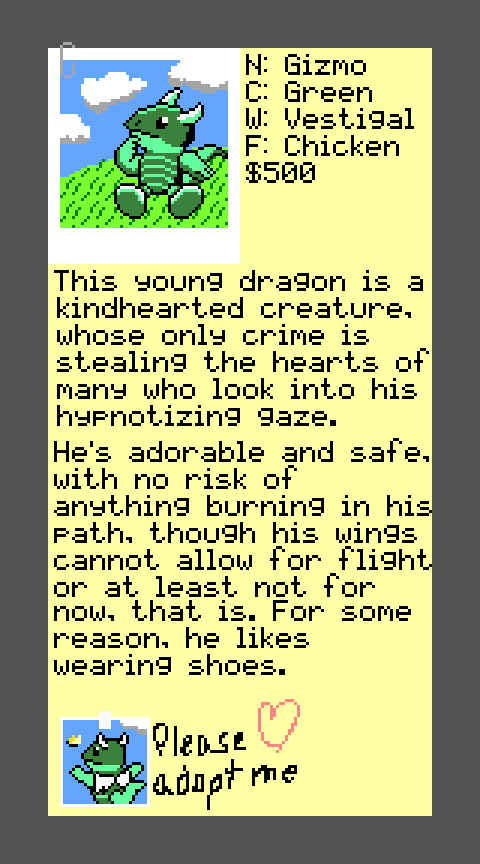 N: Gizmo
C: Green
W: Vestigal
F: Chicken
$500
This young dragon is a
kindhearted creature,
whose only crime is
stealing the hearts of
many who look into his
hypnotizing gaze.
He's adorable and safe,
with no risk of
anything burning in his
path, though his wings
cannot allow for flight
or at least not for
now, that is. For some
reason, he likes
wearing shoes.
Please
adopt me